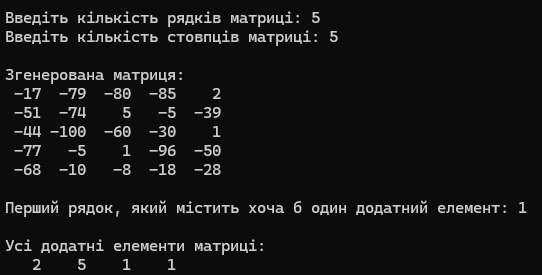 Введіть кількість рядків матриці: 5
Введіть кількість стовпців матриці: 5
Згенерована матриця:
-17 -79 -80 -85 2
-51 -74 5 -5 -39
-44 -100 -60 -30 1
-77 -5 1 -96 -50
-68 -10 -8 -18 -28
Перший рядок, який містить хоча б один додатний елемент: 1
Усі додатні елементи матриці:
2 5 1 1